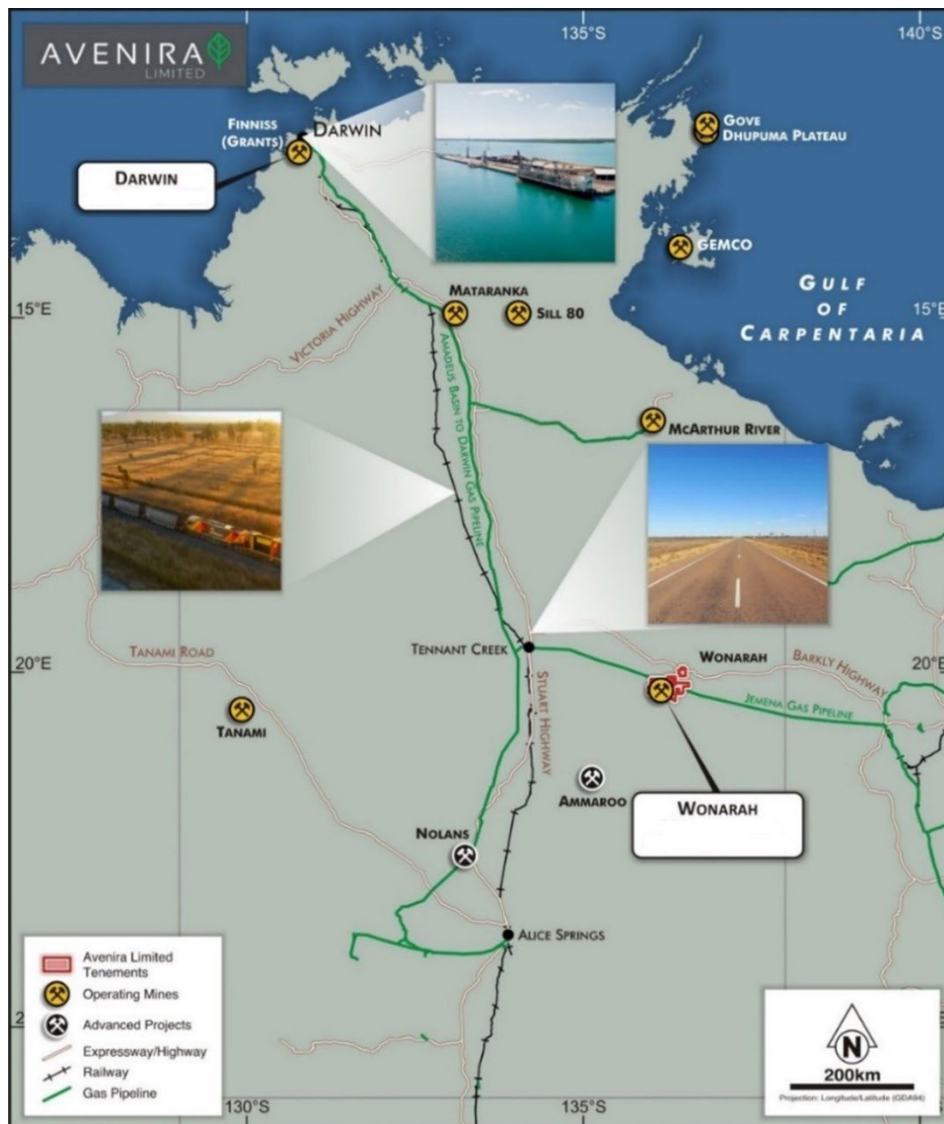 AVENIRA
LIMITED
135°S
140°S
FINNISS
(GRANTS)
DARWIN
DARWIN
GOVE
DHUPUMA PLATEAU
GEMCO
GULF
OF
CARPENTARIA
15°E
15°E
MATARANKA
SILL 80
VICTORIA HIGHWAY
AMADEUS BASIN TO DARWIN GAS PIPELINE
MCARTHUR RIVER
TENNANT CREEK
TANAMI ROAD
20°E
20°E
WONARAH
BARKLY HIGHWAY
JEMENA GAS PIPELINE
STUART HIGHWAY
TANAMI
AMMAROO
WONARAH
NOLANS
ALICE SPRINGS
Avenira Limited
Tenements
Operating Mines
Advanced Projects
Expressway/Highway
Railway
Gas Pipeline
N
200km
Projection: Longitude/Latitude (GDA94)
130°S
135°S